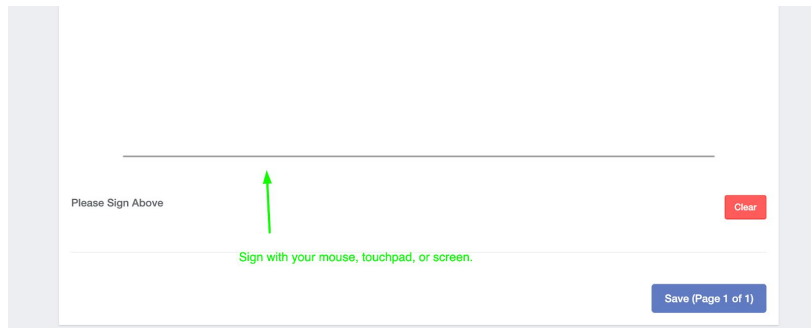 Please Sign Above
Clear
Sign with your mouse, touchpad, or screen.
Save (Page 1 of 1)